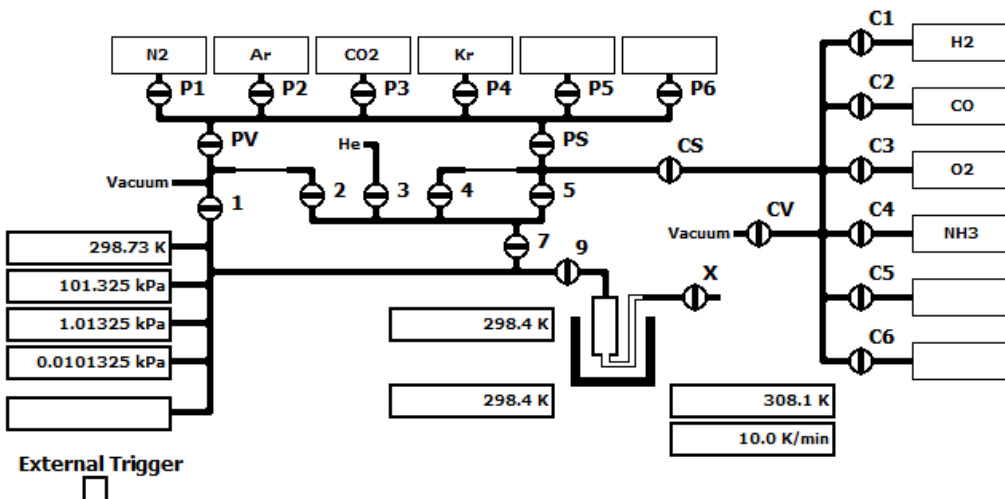 C1
N2 Ar CO2 Kr H2
P1 P2 P3 P4 P5 P6
C2
CO
PV PS
He CS C3
O2
Vacuum
2 3 4 5
1 CV C4
Vacuum NH3
298.73 K 7 9
X C5
101.325 kPa
1.01325 kPa 298.4 K
C6
0.0101325 kPa
298.4 K 308.1 K
10.0 K/min
External Trigger